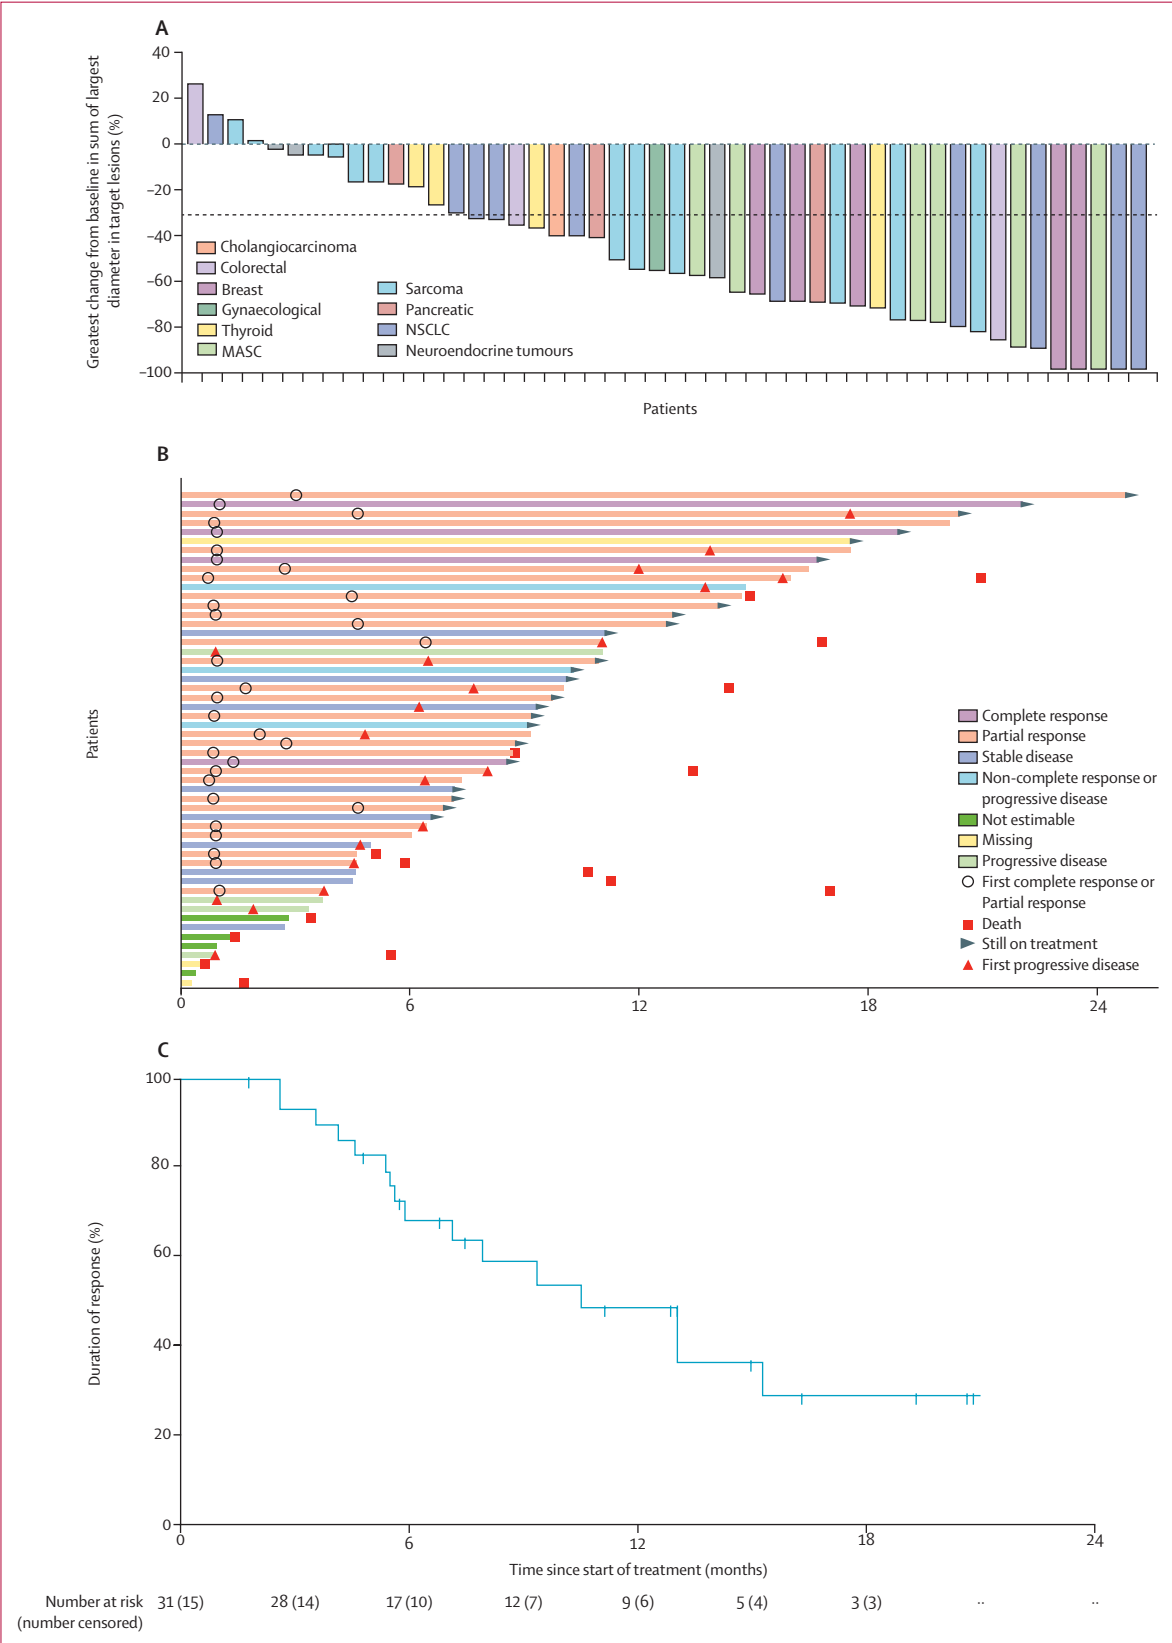 A
40
20
0
–20
–40
–60
–80
–100
Greatest change from baseline in sum of largest
diameter in target lesions (%)
Cholangiocarcinoma
Colorectal
Breast
Gynaecological
Thyroid
MASC
Sarcoma
Pancreatic
NSCLC
Neuroendocrine tumours
Patients
B
Patients
Complete response
Partial response
Stable disease
Non-complete response or
progressive disease
Not estimable
Missing
Progressive disease
First complete response or
Partial response
Death
Still on treatment
First progressive disease
0 6 12 18 24
C
100
80
60
40
20
0
Duration of response (%)
0 6 12 18 24
Time since start of treatment (months)
Number at risk 31 (15) 28 (14) 17 (10) 12 (7) 9 (6) 5 (4) 3 (3) ·· ··
(number censored)